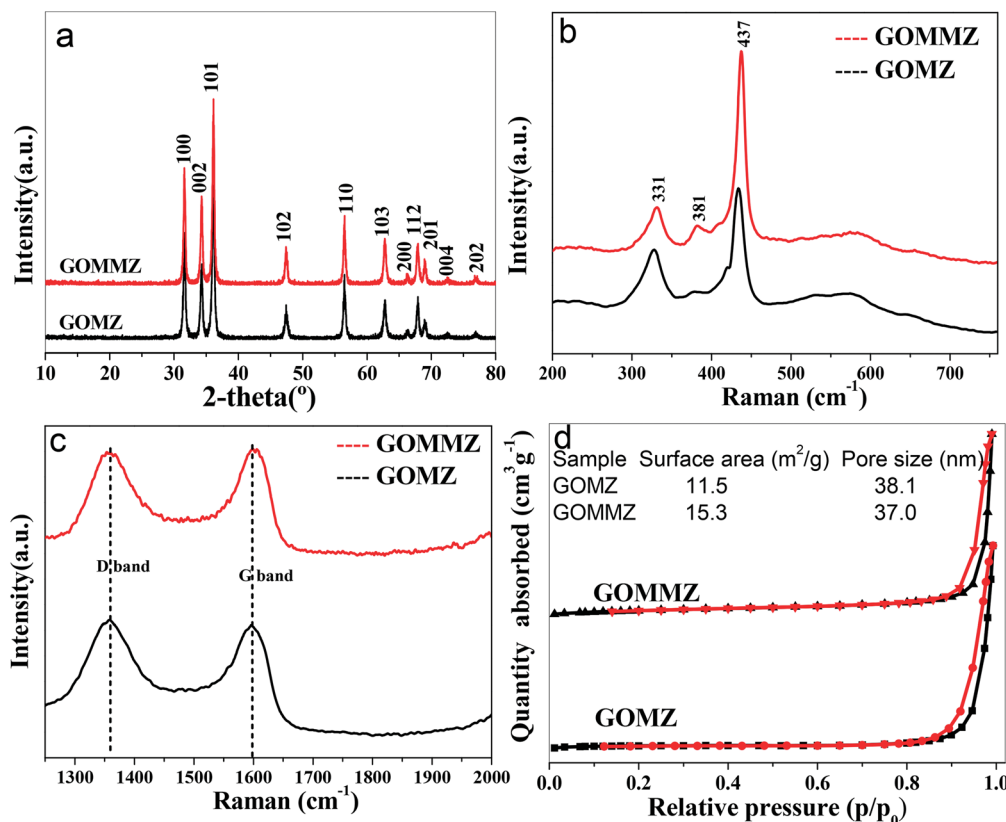 a
Intensity(a.u.)
100
002
101
102
110
103
200
112
201
004
202
GOMMZ
GOMZ
10 20 30 40 50 60 70 80
2-theta(º)
b
Intensity(a.u.)
GOMMZ
GOMZ
331
381
437
200 300 400 500 600 700
Raman (cm⁻¹)
c
Intensity(a.u.)
GOMMZ
GOMZ
D band
G band
1300 1400 1500 1600 1700 1800 1900 2000
Raman (cm⁻¹)
d
Quantity absorbed (cm³g⁻¹)
Sample Surface area (m²/g) Pore size (nm)
GOMZ 11.5 38.1
GOMMZ 15.3 37.0
GOMMZ
GOMZ
0.0 0.2 0.4 0.6 0.8 1.0
Relative pressure (p/p₀)